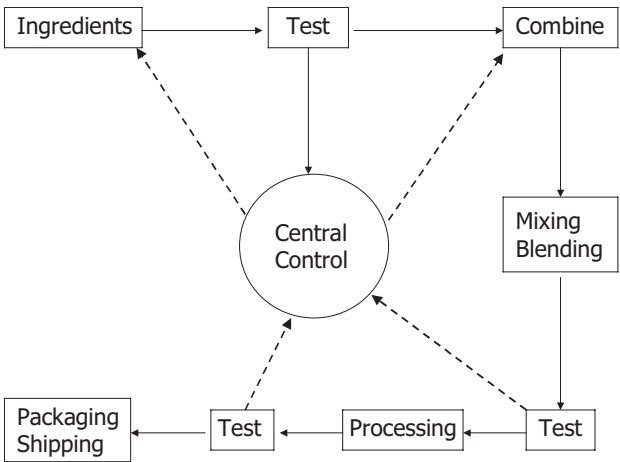 Ingredients
Test
Combine
Central
Control
Mixing
Blending
Packaging
Shipping
Test
Processing
Test